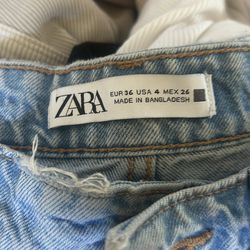 ZARA
EUR 36 USA 4 MEX 26
MADE IN BANGLADESH